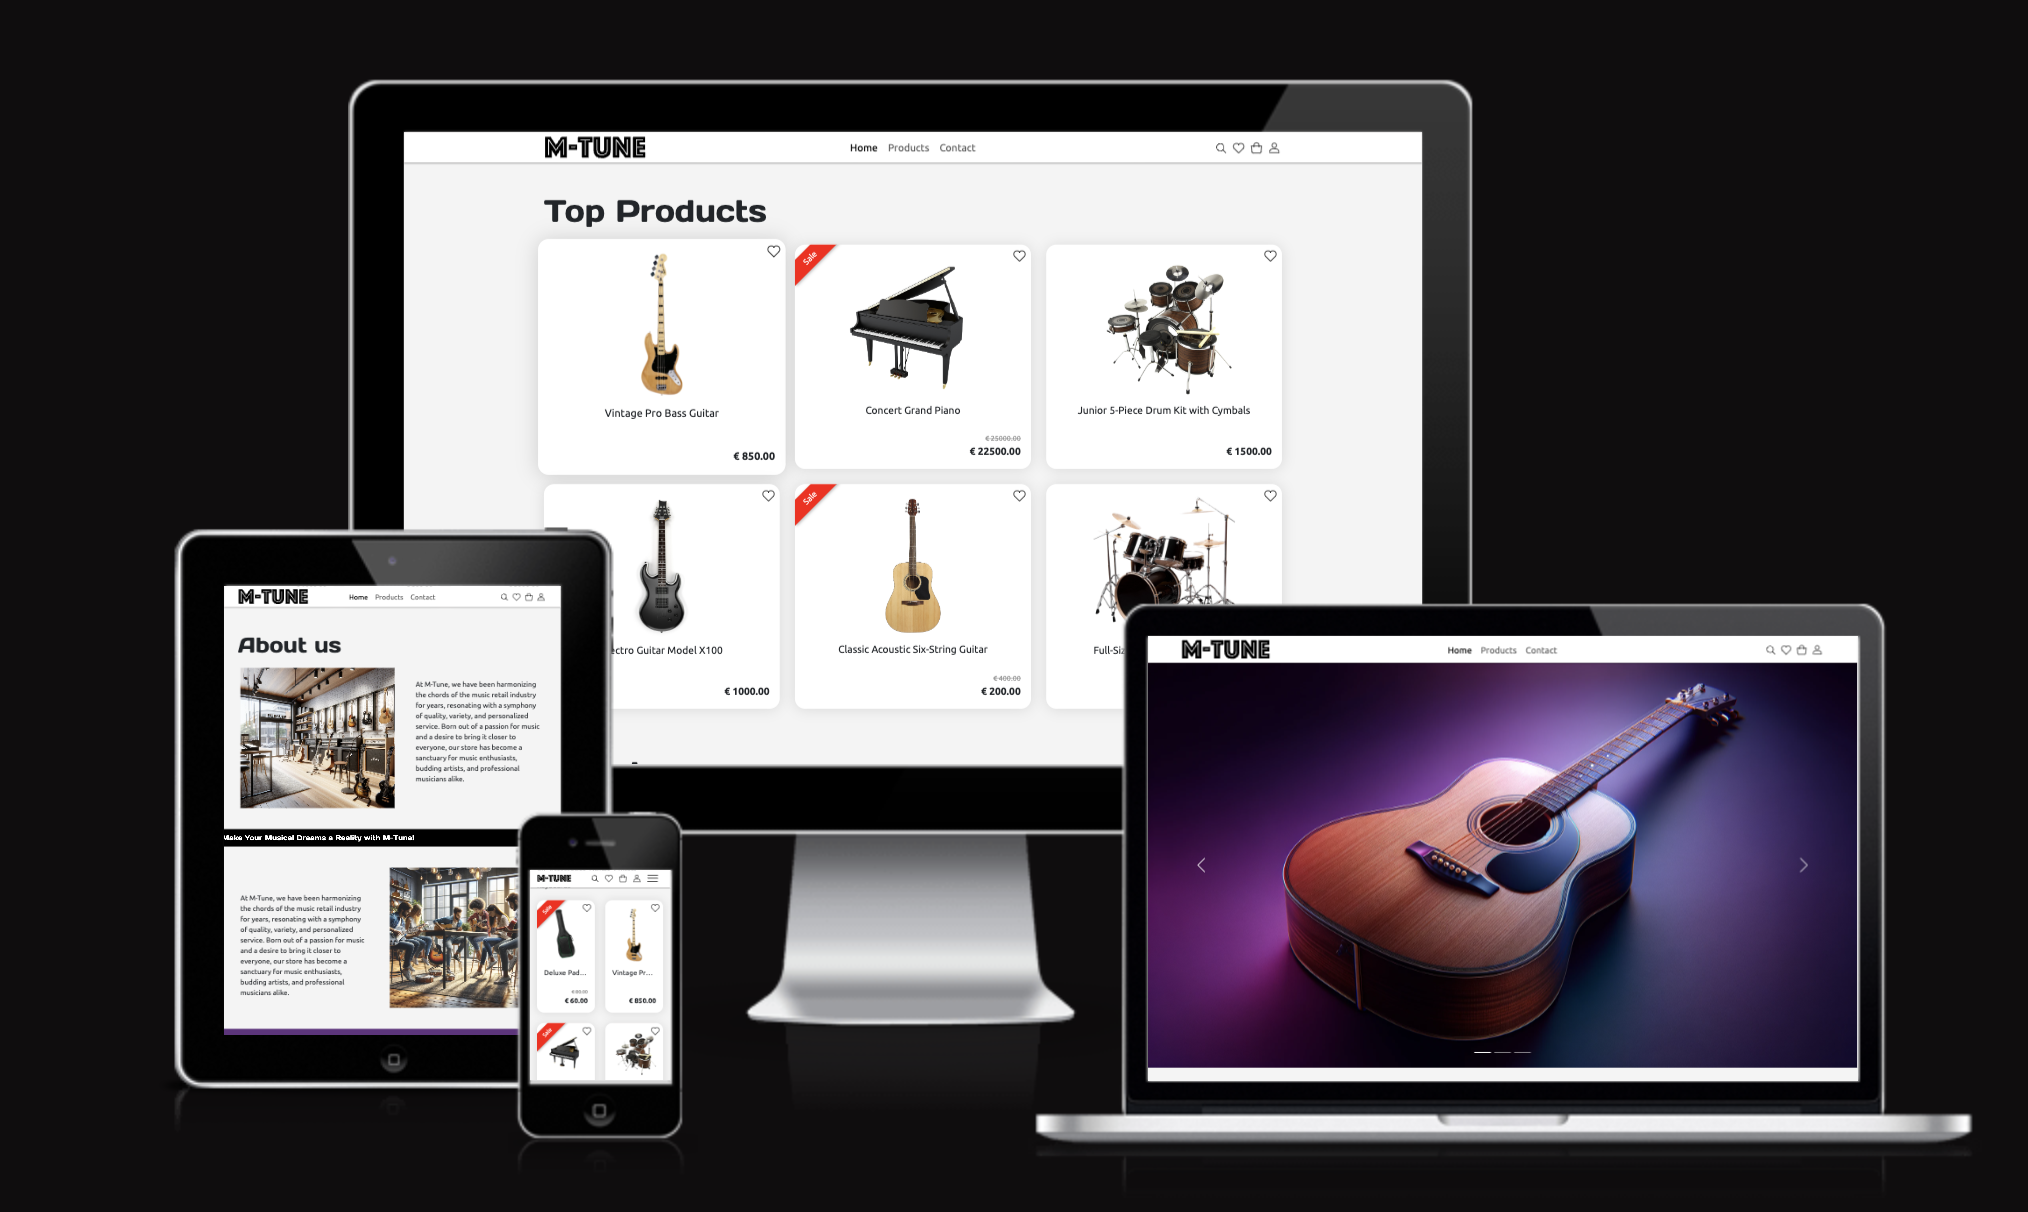 M-TUNE
Home Products Contact
Top Products
Vintage Pro Bass Guitar
€ 850.00
Sale
Concert Grand Piano
€ 25000.00
€ 22500.00
Junior 5-Piece Drum Kit with Cymbals
€ 1500.00
Guitar Model X100
€ 1000.00
Sale
Classic Acoustic Six-String Guitar
€ 400.00
€ 200.00
M-TUNE
Home Products Contact
About us
At M-Tune, we have been harmonizing
the chords of the music retail industry
for years, resonating with a symphony
of quality, variety, and personalized
service. Born out of a passion for music
and a desire to bring it closer to
everyone, our store has become a
sanctuary for music enthusiasts,
budding artists, and professional
musicians alike.
Make Your Musical Dreams a Reality with M-Tune!
At M-Tune, we have been harmonizing
the chords of the music retail industry
for years, resonating with a symphony
of quality, variety, and personalized
service. Born out of a passion for music
and a desire to bring it closer to
everyone, our store has become a
sanctuary for music enthusiasts,
budding artists, and professional
musicians alike.
M-TUNE
Sale
Deluxe Pad...
€ 60.00
Vintage Pr...
€ 850.00
Sale
M-TUNE
Home Products Contact